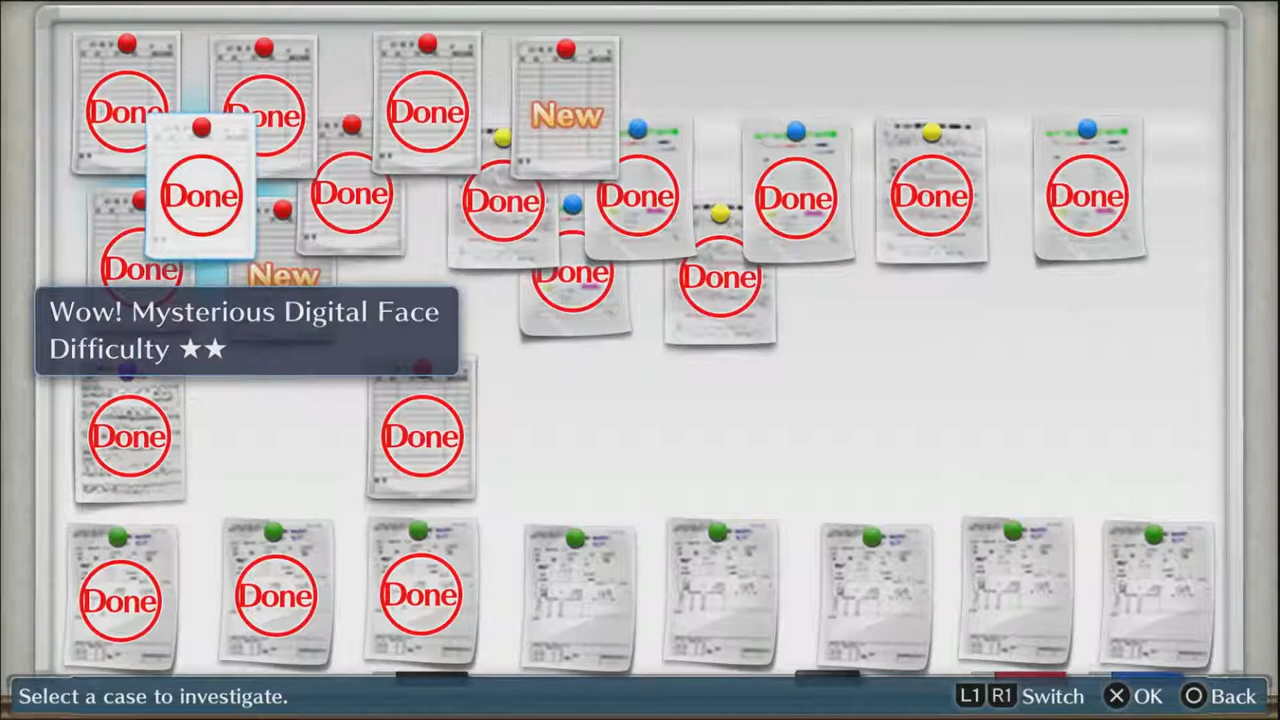 Done
Done
Done
New
Done
Done
Done
Done
Done
Done
Done
Done
New
Done
Done
Wow! Mysterious Digital Face
Difficulty ★★
Done
Done
Done
Done
Done
Select a case to investigate.
L1 R1 Switch
OK
Back